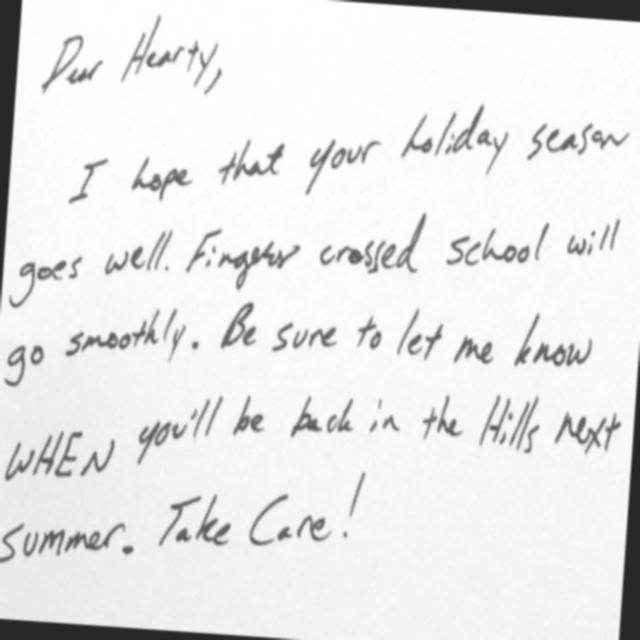 Dear Hearty,
I hope that your holiday season
goes well. Fingers crossed school will
go smoothly. Be sure to let me know
WHEN you'll be back in the Hills next
summer. Take Care!